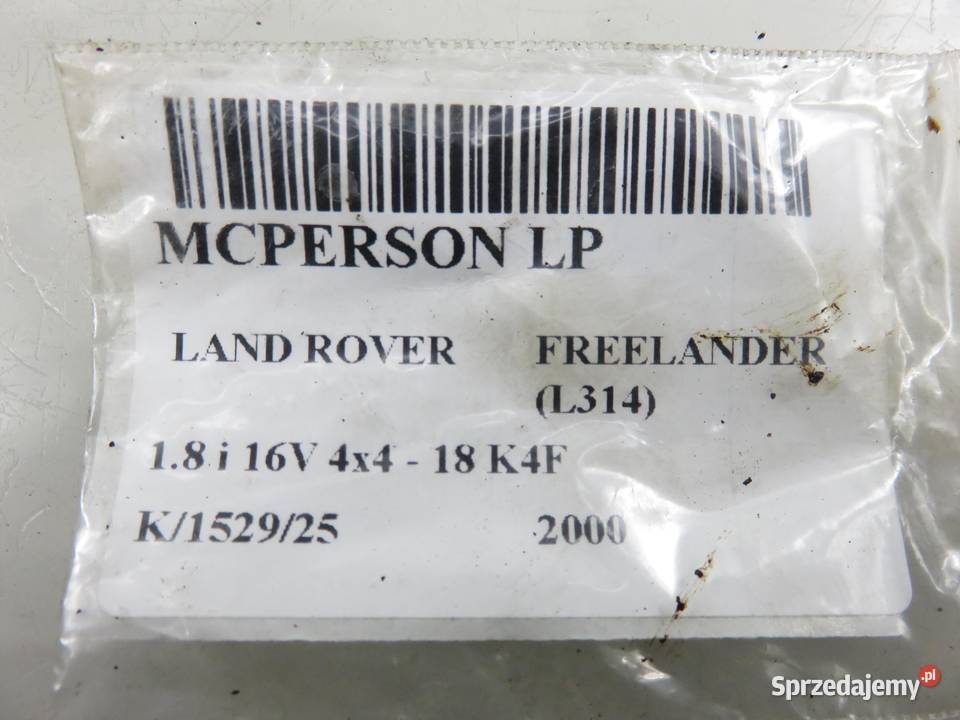 MCPERSON LP
LAND ROVER FREELANDER
(L314)
1.8 i 16V 4x4 - 18 K4F
K/1529/25 2000
Sprzedajemy.pl